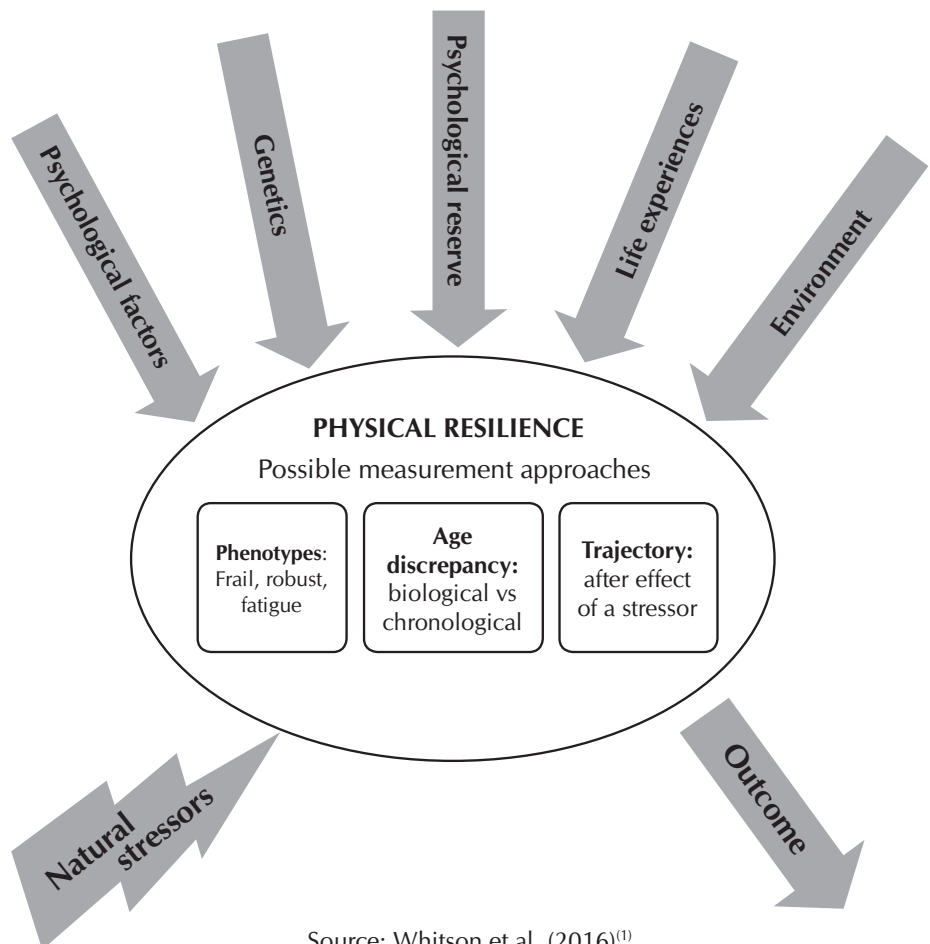 Psychological factors
Genetics
Psychological reserve
Life experiences
Environment
PHYSICAL RESILIENCE
Possible measurement approaches
Phenotypes:
Frail, robust,
fatigue
Age
discrepancy:
biological vs
chronological
Trajectory:
after effect
of a stressor
Natural
stressors
Outcome
Source: Whitson et al. (2016)(1)